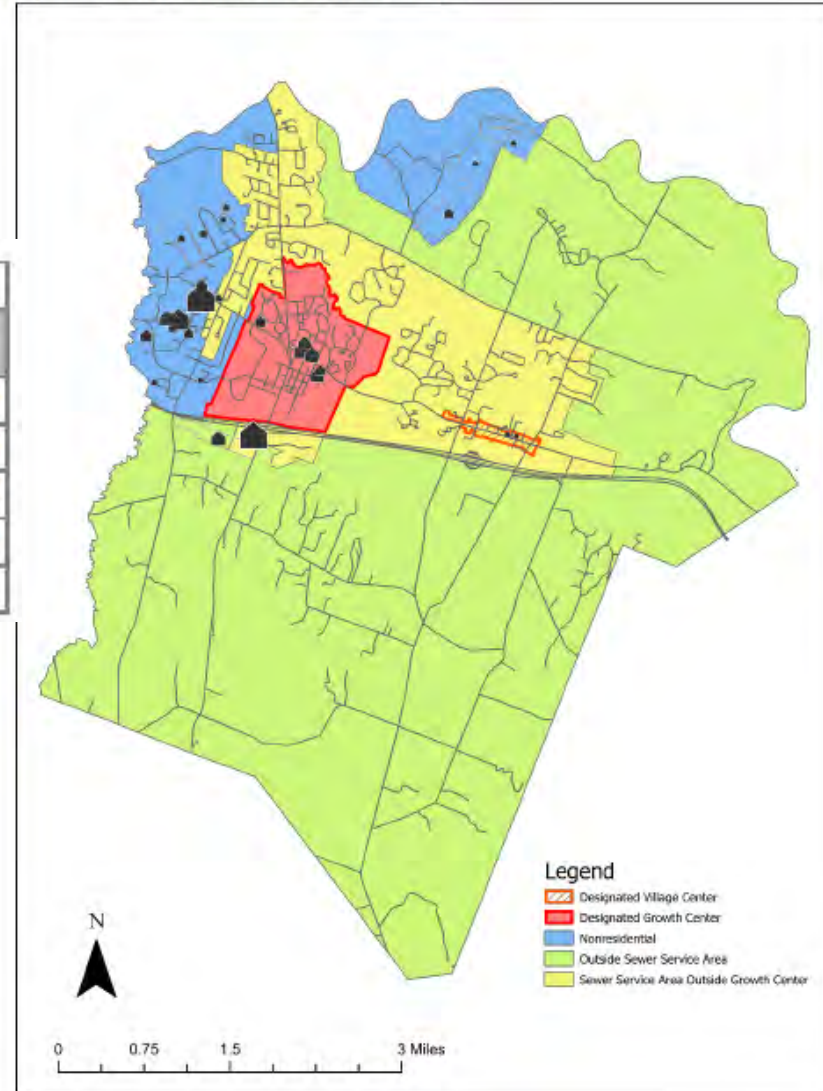 Legend
Designated Village Center
Designated Growth Center
Nonresidential
Outside Sewer Service Area
Sewer Service Area Outside Growth Center
N
0 0.75 1.5 3 Miles